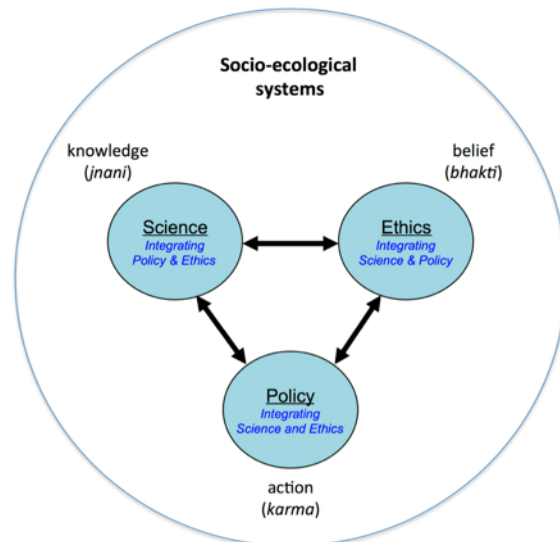 Socio-ecological
systems
knowledge
(jnani)
belief
(bhakti)
Science
Integrating
Policy & Ethics
Ethics
Integrating
Science & Policy
Policy
Integrating
Science and Ethics
action
(karma)